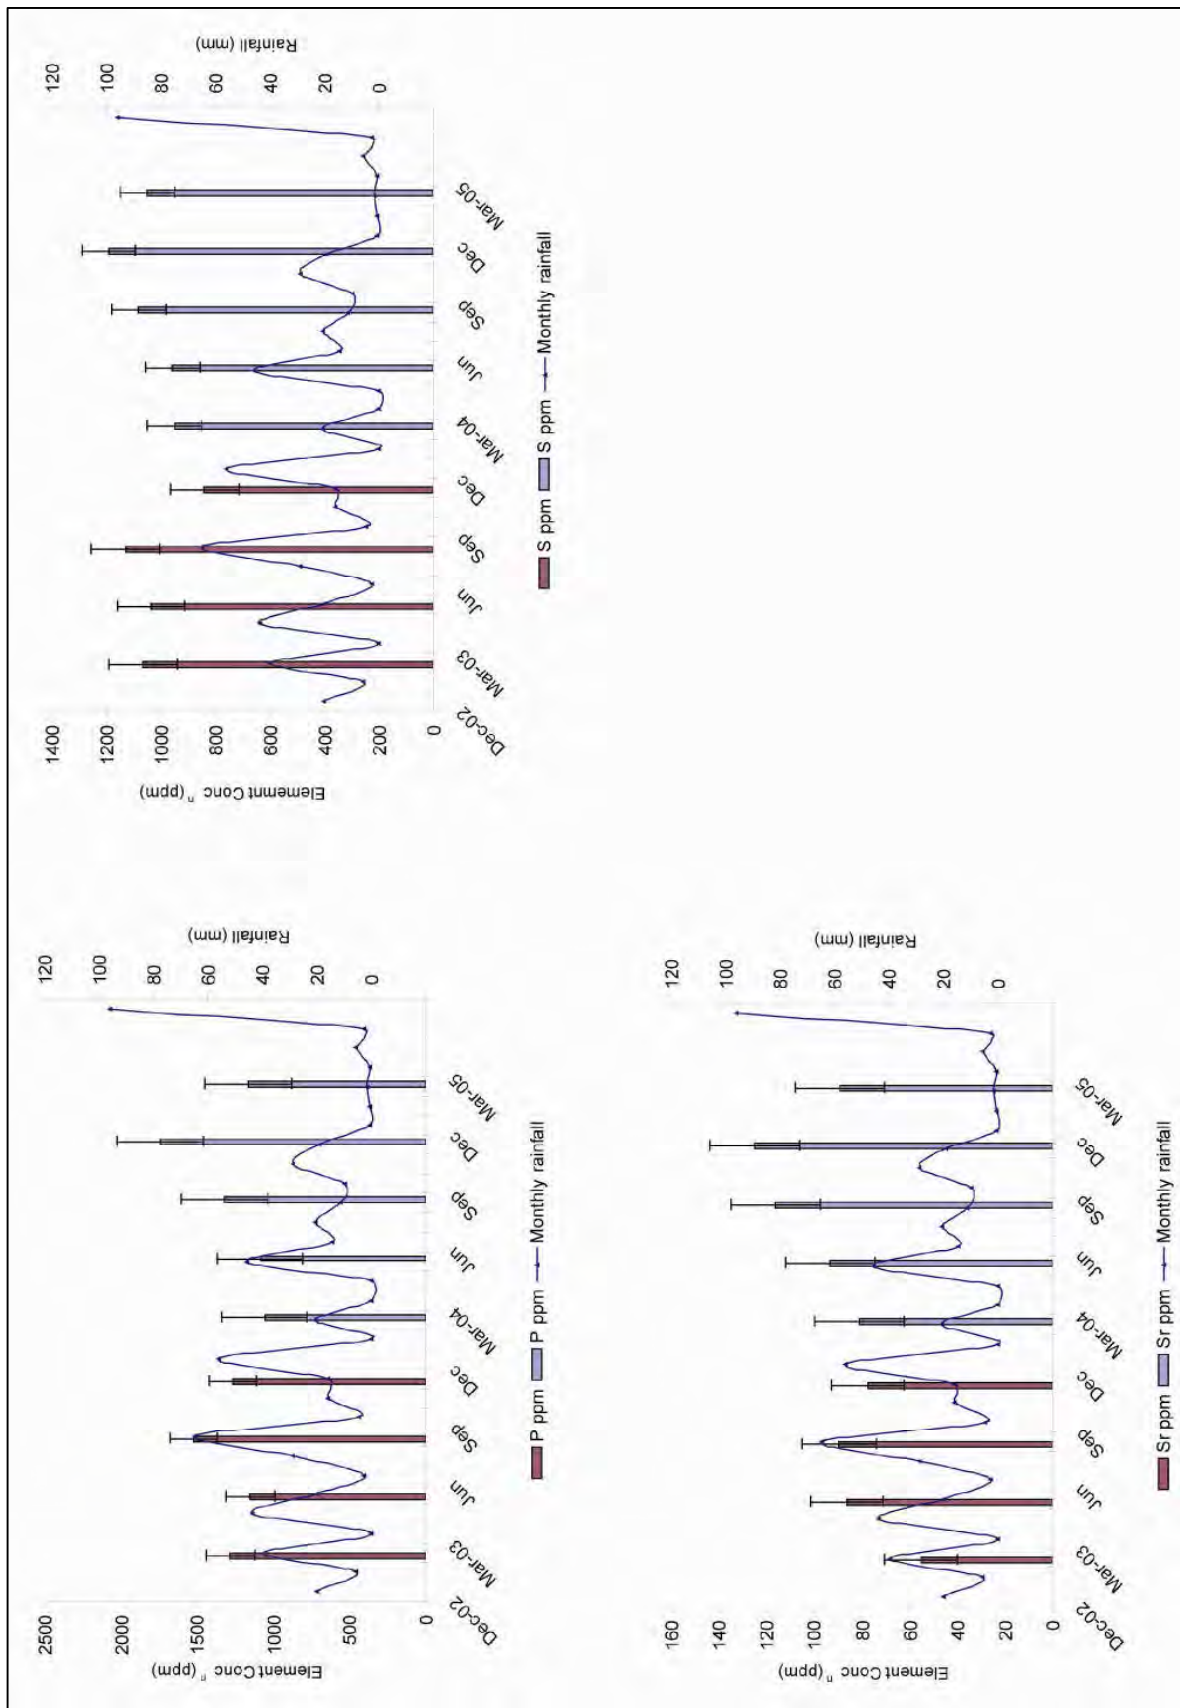 Element Conc ⁿ (ppm)
2500
2000
1500
1000
500
0
Dec-02
Mar-03
Jun
Sep
Dec
Mar-04
Jun
Sep
Dec
Mar-05
120
100
80
60
40
20
0
Rainfall (mm)
P ppm P ppm Monthly rainfall
Elememnt Conc ⁿ (ppm)
1400
1200
1000
800
600
400
200
0
Dec-02
Mar-03
Jun
Sep
Dec
Mar-04
Jun
Sep
Dec
Mar-05
120
100
80
60
40
20
0
Rainfall (mm)
S ppm S ppm Monthly rainfall
Element Conc ⁿ (ppm)
160
140
120
100
80
60
40
20
0
Dec-02
Mar-03
Jun
Sep
Dec
Mar-04
Jun
Sep
Dec
Mar-05
120
100
80
60
40
20
0
Rainfall (mm)
Sr ppm Sr ppm Monthly rainfall